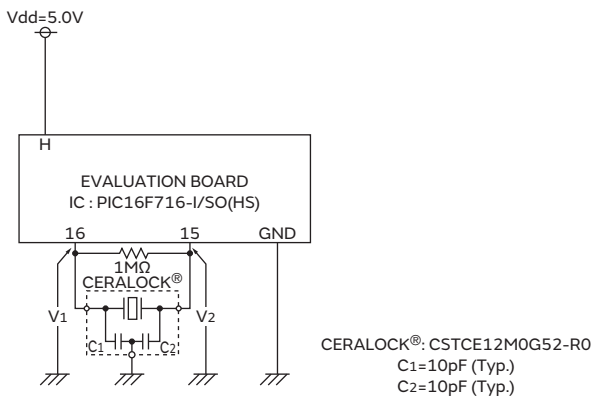 Vdd=5.0V
H
EVALUATION BOARD
IC : PIC16F716-I/SO(HS)
16 15 GND
1MΩ
CERALOCK®
V1 V2
C1 C2
CERALOCK®: CSTCE12M0G52-R0
C1=10pF (Typ.)
C2=10pF (Typ.)